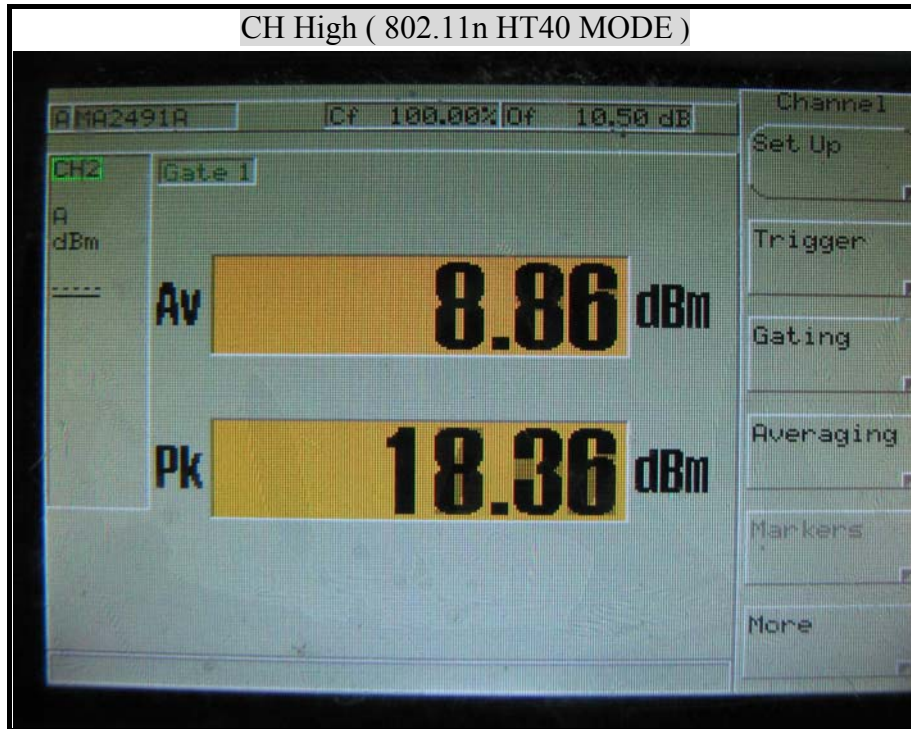 CH High ( 802.11n HT40 MODE )
A MA2491A Cf 100.00% Of 10.50 dB
CH2
A
dBm
-----
Gate 1
Av 8.86 dBm
Pk 18.36 dBm
Channel
Set Up
Trigger
Gating
Averaging
Markers
More